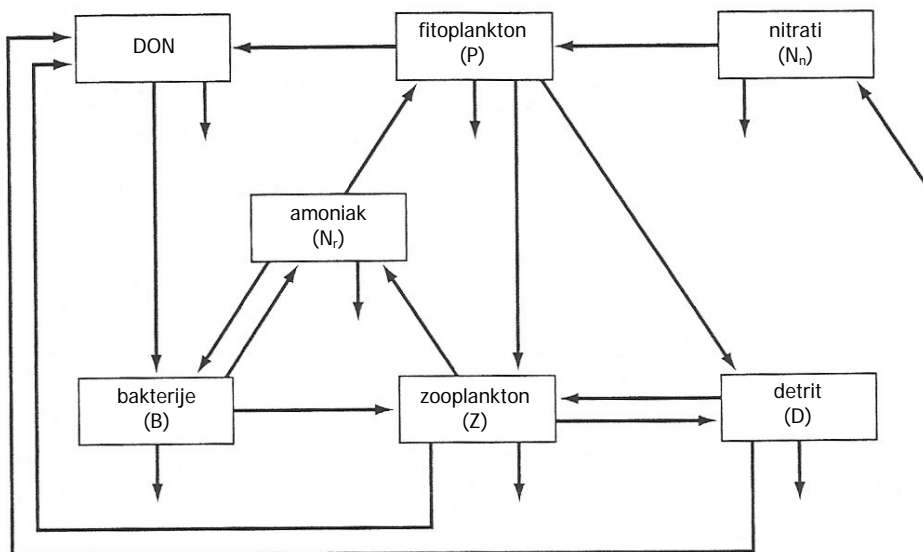 DON
fitoplankton
(P)
nitrati
(Nₙ)
amoniak
(Nᵣ)
bakterije
(B)
zooplankton
(Z)
detrit
(D)